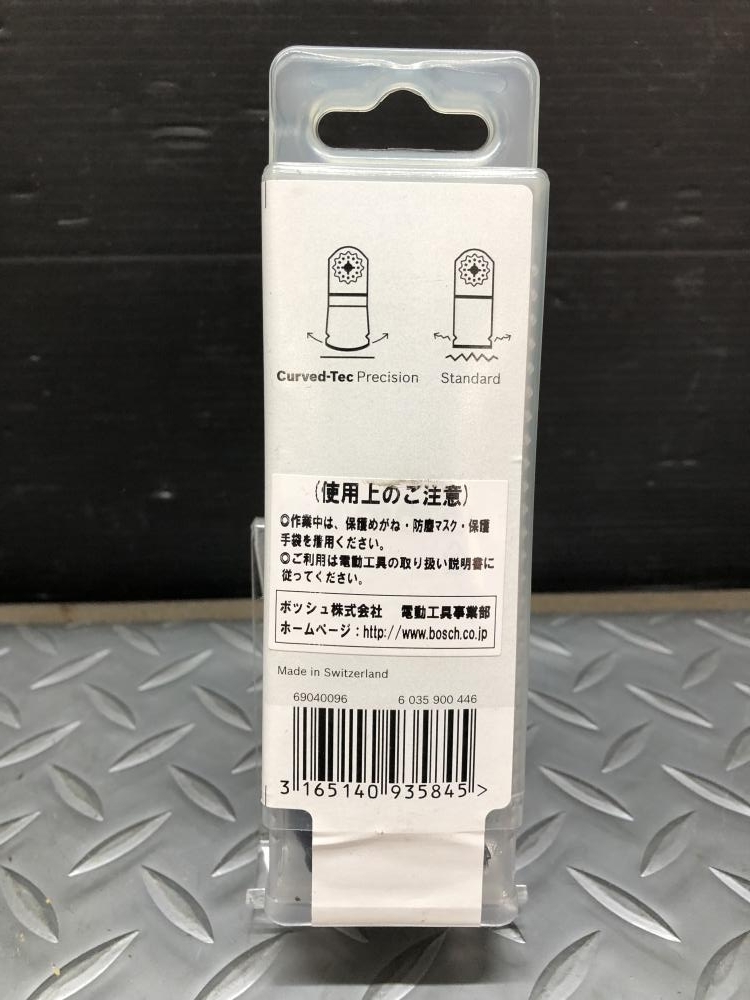 Curved-Tec Precision
Standard
(使用上のご注意)
◎作業中は、保護めがね・防塵マスク・保護
手袋を着用ください。
◎ご利用は電動工具の取り扱い説明書に
従ってください。
ボッシュ株式会社 電動工具事業部
ホームページ:http://www.bosch.co.jp
Made in Switzerland
69040096 6 035 900 446
3 165140 935845 >